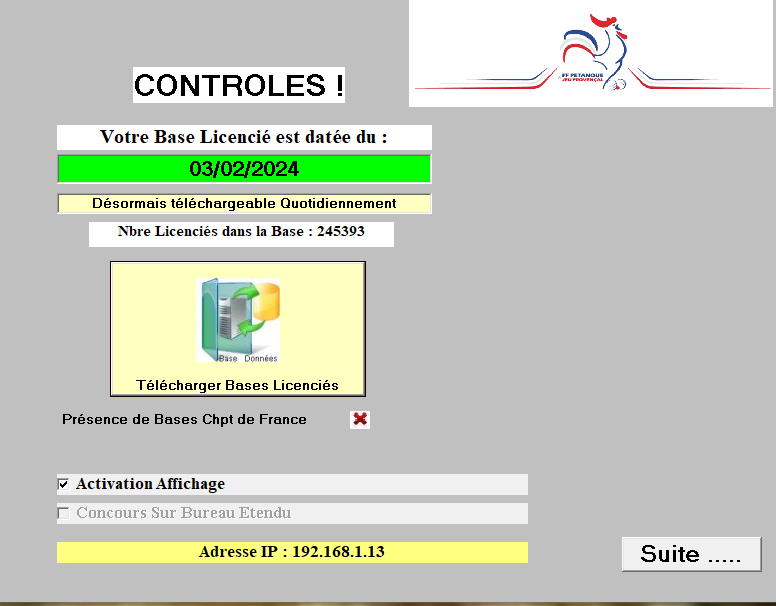 FF PETANQUE
JEU PROVENÇAL
CONTROLES !
Votre Base Licencié est datée du :
03/02/2024
Désormais téléchargeable Quotidiennement
Nbre Licenciés dans la Base : 245393
Base Données
Télécharger Bases Licenciés
Présence de Bases Chpt de France
Activation Affichage
Concours Sur Bureau Etendu
Adresse IP : 192.168.1.13
Suite .....